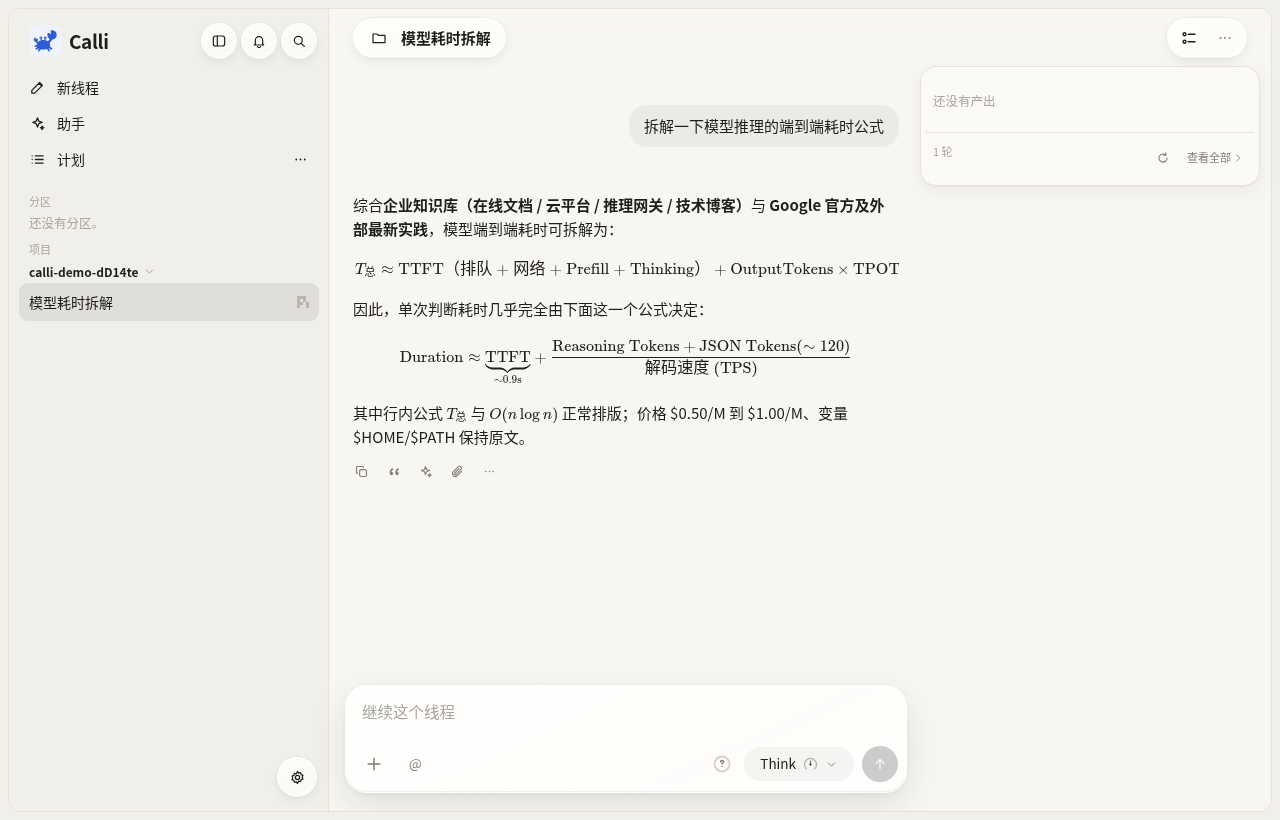 Calli
新线程
助手
计划
分区
还没有分区。
项目
calli-demo-dD14te
模型耗时拆解
模型耗时拆解
还没有产出
1 轮
查看全部
拆解一下模型推理的端到端耗时公式
综合企业知识库（在线文档 / 云平台 / 推理网关 / 技术博客）与 Google 官方及外
部最新实践，模型端到端耗时可拆解为：
T总 ≈ TTFT（排队 + 网络 + Prefill + Thinking） + OutputTokens × TPOT
因此，单次判断耗时几乎完全由下面这一个公式决定：
Reasoning Tokens + JSON Tokens(∼ 120)
Duration ≈ TTFT +
解码速度 (TPS)
∼0.9s
其中行内公式 T总 与 O(n log n) 正常排版；价格 $0.50/M 到 $1.00/M、变量
$HOME/$PATH 保持原文。
继续这个线程
@
Think